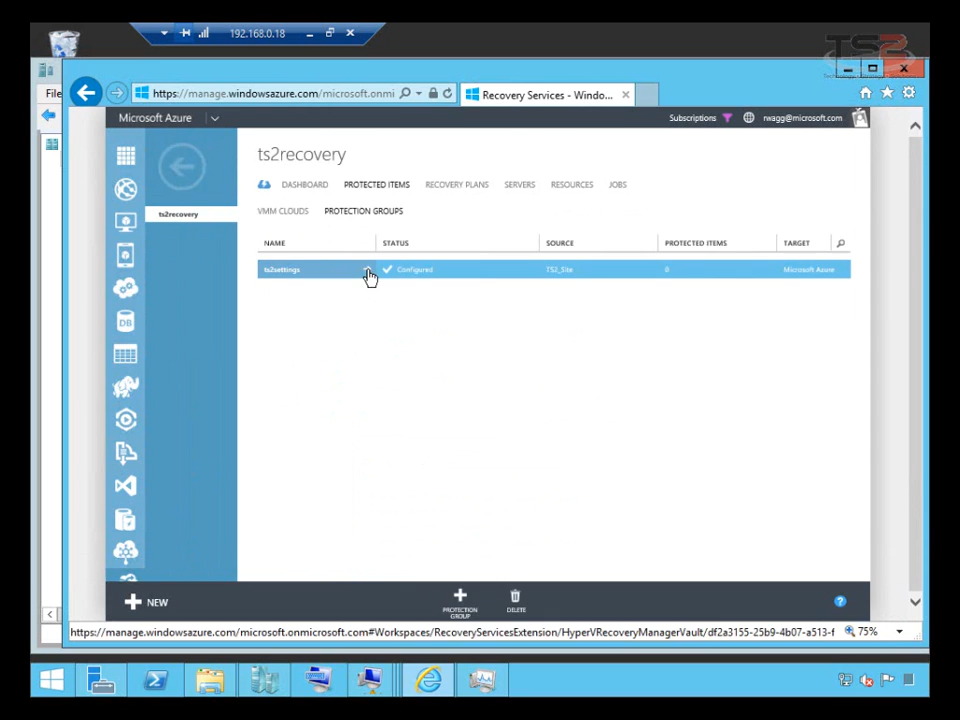 192.168.0.18
TS2
File
https://manage.windowsazure.com/microsoft.onmi
Recovery Services - Windo...
Microsoft Azure
Subscriptions
rwagg@microsoft.com
ts2recovery
DASHBOARD PROTECTED ITEMS RECOVERY PLANS SERVERS RESOURCES JOBS
ts2recovery
VMM CLOUDS PROTECTION GROUPS
NAME STATUS SOURCE PROTECTED ITEMS TARGET
ts2settings Configured TS2_Site 0 Microsoft Azure
DB
NEW
PROTECTION
GROUP
DELETE
?
https://manage.windowsazure.com/microsoft.onmicrosoft.com#Workspaces/RecoveryServicesExtension/HyperVRecoveryManagerVault/df2a3155-25b9-4b07-a513-f
75%